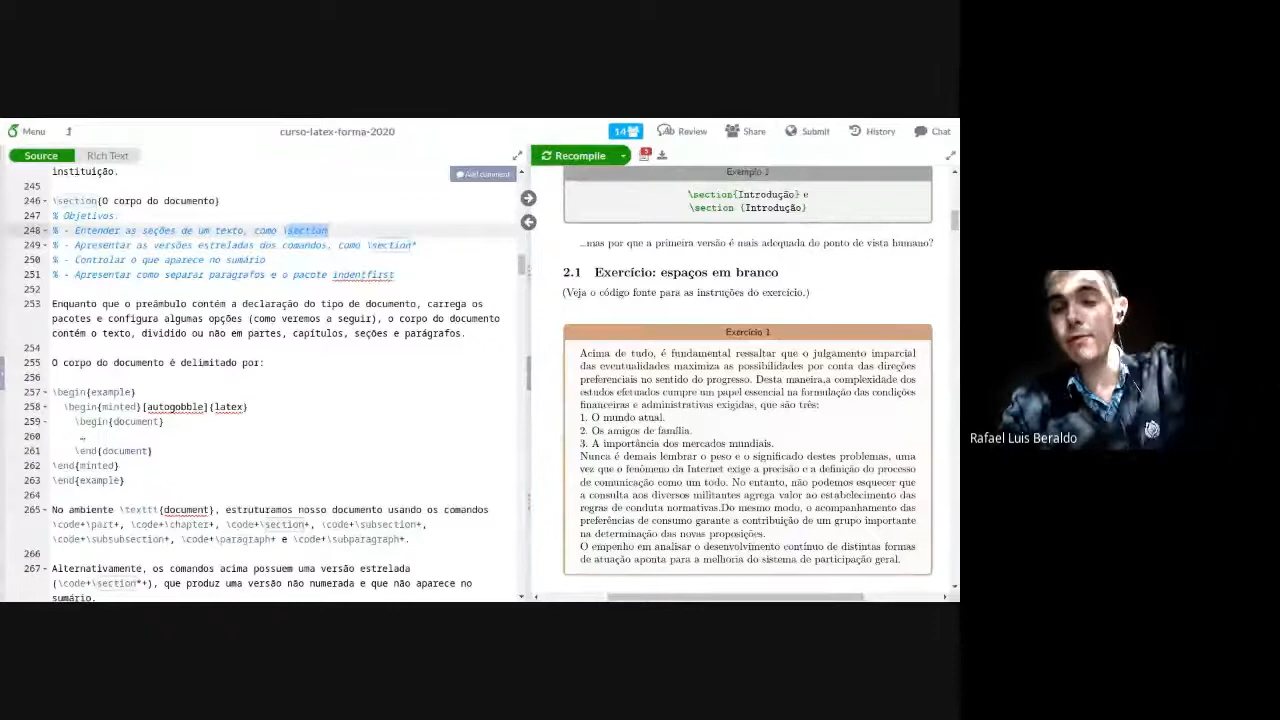 Menu
curso-latex-forma-2020
14
Review
Share
Submit
History
Chat
Source
Rich Text
Recompile
3
instituição.
Add comment
245
246 \section{O corpo do documento}
247 % Objetivos:
248 % - Entender as seções de um texto, como \section
249 % - Apresentar as versões estreladas dos comandos, como \section*
250 % - Controlar o que aparece no sumário
251 % - Apresentar como separar parágrafos e o pacote indentfirst
252
253 Enquanto que o preâmbulo contém a declaração do tipo de documento, carrega os
pacotes e configura algumas opções (como veremos a seguir), o corpo do documento
contém o texto, dividido ou não em partes, capítulos, seções e parágrafos.
254
255 O corpo do documento é delimitado por:
256
257 \begin{example}
258 \begin{minted}[autogobble]{latex}
259 \begin{document}
260 …
261 \end{document}
262 \end{minted}
263 \end{example}
264
265 No ambiente \texttt{document}, estruturamos nosso documento usando os comandos
\code+\part+, \code+\chapter+, \code+\section+, \code+\subsection+,
\code+\subsubsection+, \code+\paragraph+ e \code+\subparagraph+.
266
267 Alternativamente, os comandos acima possuem uma versão estrelada
(\code+\section*+), que produz uma versão não numerada e que não aparece no
sumário.
Exemplo 2
\section{Introdução} e
\section {Introdução}
...mas por que a primeira versão é mais adequada do ponto de vista humano?
2.1 Exercício: espaços em branco
(Veja o código fonte para as instruções do exercício.)
Exercício 1
Acima de tudo, é fundamental ressaltar que o julgamento imparcial
das eventualidades maximiza as possibilidades por conta das direções
preferenciais no sentido do progresso. Desta maneira,a complexidade dos
estudos efetuados cumpre um papel essencial na formulação das condições
financeiras e administrativas exigidas, que são três:
1. O mundo atual.
2. Os amigos de família.
3. A importância dos mercados mundiais.
Nunca é demais lembrar o peso e o significado destes problemas, uma
vez que o fenômeno da Internet exige a precisão e a definição do processo
de comunicação como um todo. No entanto, não podemos esquecer que
a consulta aos diversos militantes agrega valor ao estabelecimento das
regras de conduta normativas.Do mesmo modo, o acompanhamento das
preferências de consumo garante a contribuição de um grupo importante
na determinação das novas proposições.
O empenho em analisar o desenvolvimento contínuo de distintas formas
de atuação aponta para a melhoria do sistema de participação geral.
Rafael Luis Beraldo